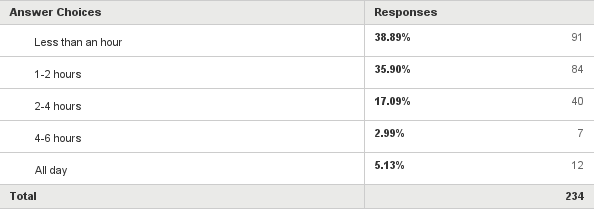 Answer Choices Responses
Less than an hour 38.89% 91
1-2 hours 35.90% 84
2-4 hours 17.09% 40
4-6 hours 2.99% 7
All day 5.13% 12
Total 234